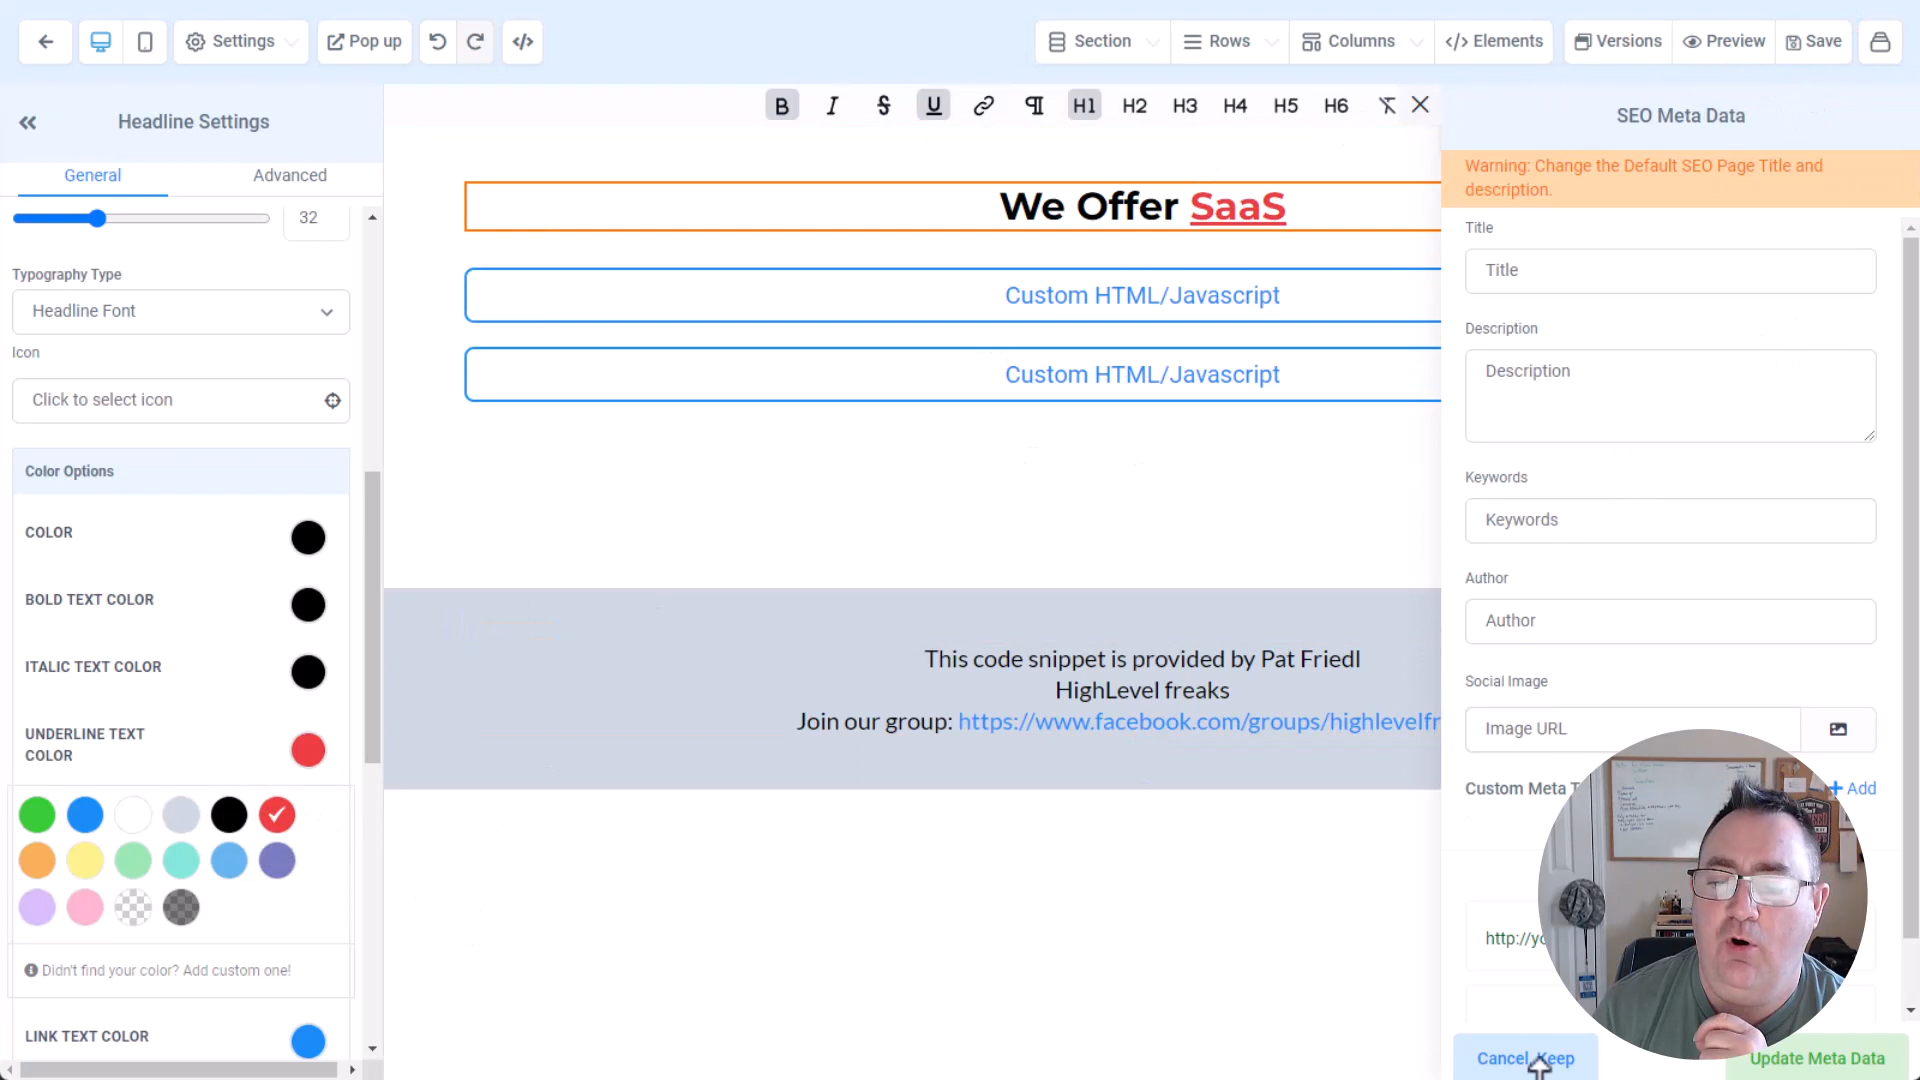 Settings
Pop up
Section
Rows
Columns
</> Elements
Versions
Preview
Save
Headline Settings
General
Advanced
32
Typography Type
Headline Font
Icon
Click to select icon
Color Options
COLOR
BOLD TEXT COLOR
ITALIC TEXT COLOR
UNDERLINE TEXT
COLOR
Didn't find your color? Add custom one!
LINK TEXT COLOR
B I S U H1 H2 H3 H4 H5 H6
We Offer SaaS
Custom HTML/Javascript
Custom HTML/Javascript
This code snippet is provided by Pat Friedl
HighLevel freaks
Join our group: https://www.facebook.com/groups/highlevelfr
SEO Meta Data
Warning: Change the Default SEO Page Title and
description.
Title
Title
Description
Description
Keywords
Keywords
Author
Author
Social Image
Image URL
Custom Meta T
+ Add
http://yo
Cancel, Keep
Update Meta Data